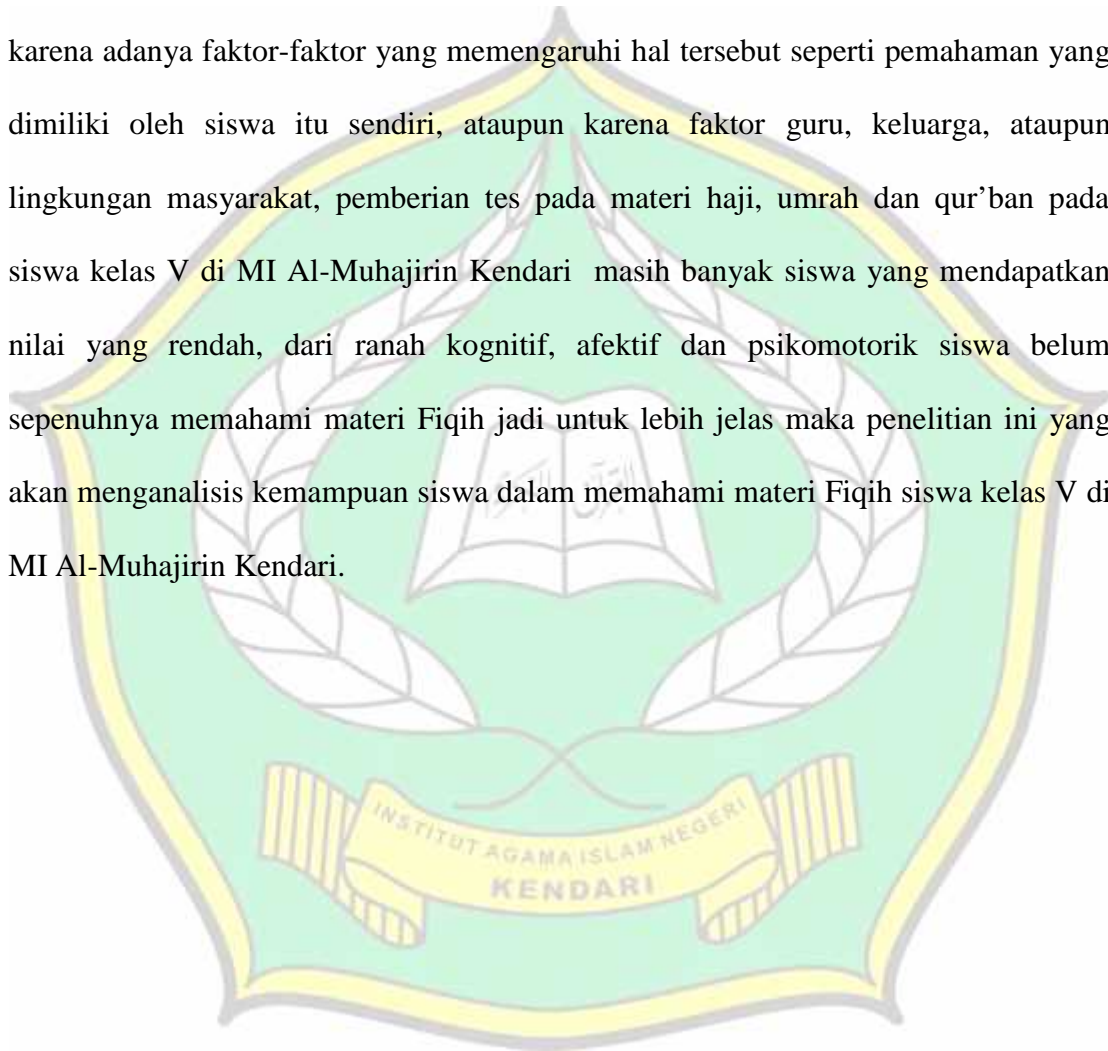 karena adanya faktor-faktor yang memengaruhi hal tersebut seperti pemahaman yang
dimiliki oleh siswa itu sendiri, ataupun karena faktor guru, keluarga, ataupun
lingkungan masyarakat, pemberian tes pada materi haji, umrah dan qur’ban pada
siswa kelas V di MI Al-Muhajirin Kendari  masih banyak siswa yang mendapatkan
nilai yang rendah, dari ranah kognitif, afektif dan psikomotorik siswa belum
sepenuhnya memahami materi Fiqih jadi untuk lebih jelas maka penelitian ini yang
akan menganalisis kemampuan siswa dalam memahami materi Fiqih siswa kelas V di
MI Al-Muhajirin Kendari.
القرآن الكريم
INSTITUT AGAMA ISLAM NEGERI
KENDARI